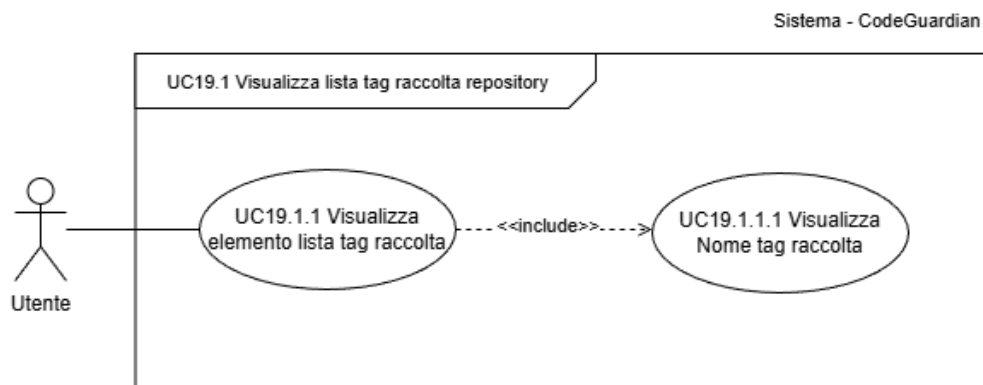 Sistema - CodeGuardian
UC19.1 Visualizza lista tag raccolta repository
UC19.1.1 Visualizza
elemento lista tag raccolta
<<include>>
UC19.1.1.1 Visualizza
Nome tag raccolta
Utente